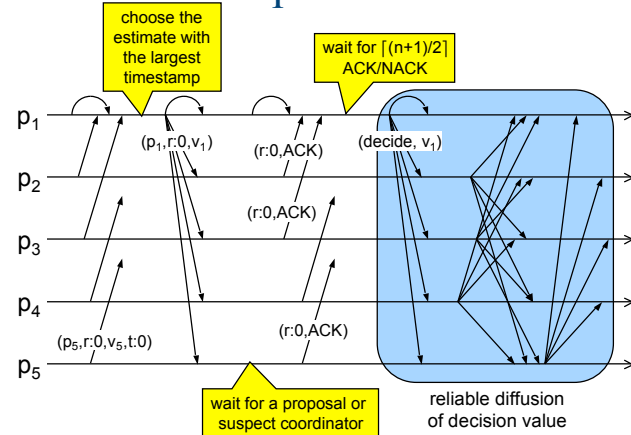 choose the
estimate with
the largest
timestamp
wait for ⌈(n+1)/2⌉
ACK/NACK
p1
(p1,r:0,v1)
(r:0,ACK)
(decide, v1)
p2
(r:0,ACK)
p3
p4
(p5,r:0,v5,t:0)
(r:0,ACK)
p5
wait for a proposal or
suspect coordinator
reliable diffusion
of decision value